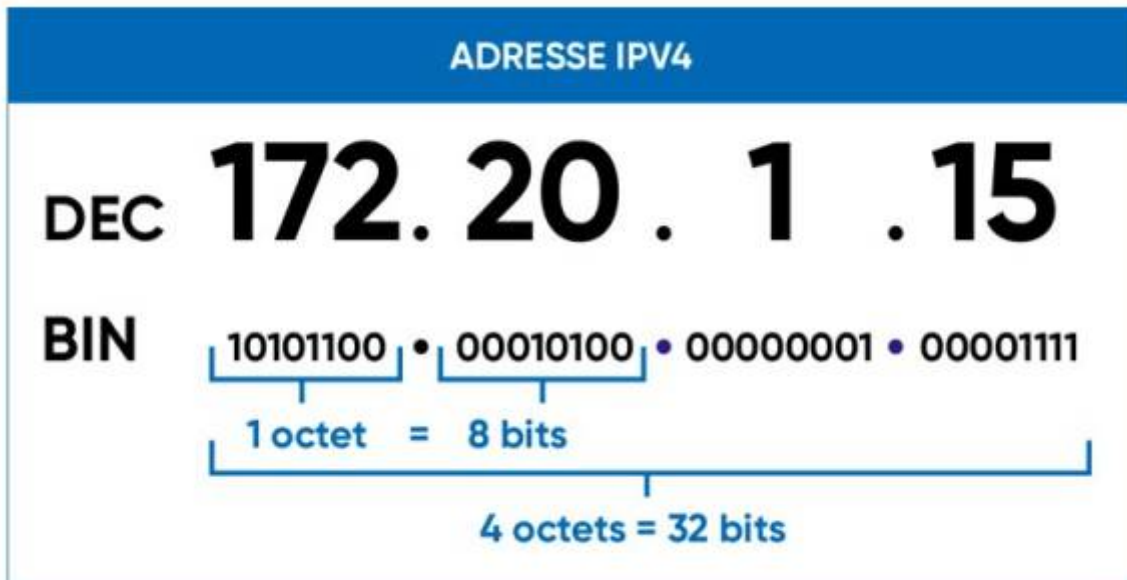 ADRESSE IPV4
DEC 172. 20 . 1 . 15
BIN 10101100 • 00010100 • 00000001 • 00001111
1 octet = 8 bits
4 octets = 32 bits